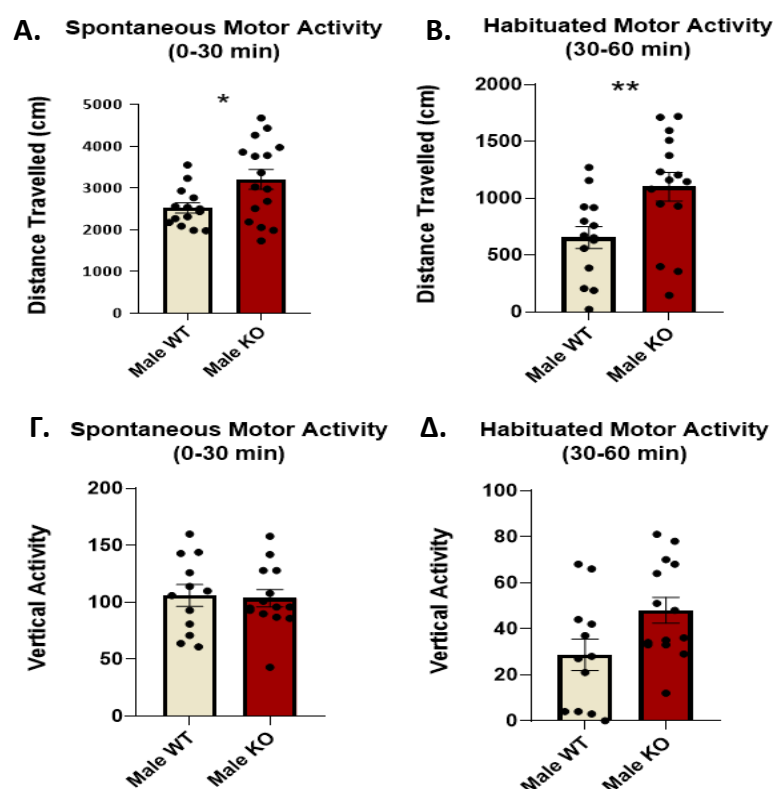 A. Spontaneous Motor Activity
(0-30 min)
*
Distance Travelled (cm)
5000
4000
3000
2000
1000
0
Male WT
Male KO
B. Habituated Motor Activity
(30-60 min)
**
Distance Travelled (cm)
2000
1500
1000
500
0
Male WT
Male KO
Γ. Spontaneous Motor Activity
(0-30 min)
Vertical Activity
200
150
100
50
0
Male WT
Male KO
Δ. Habituated Motor Activity
(30-60 min)
Vertical Activity
100
80
60
40
20
0
Male WT
Male KO